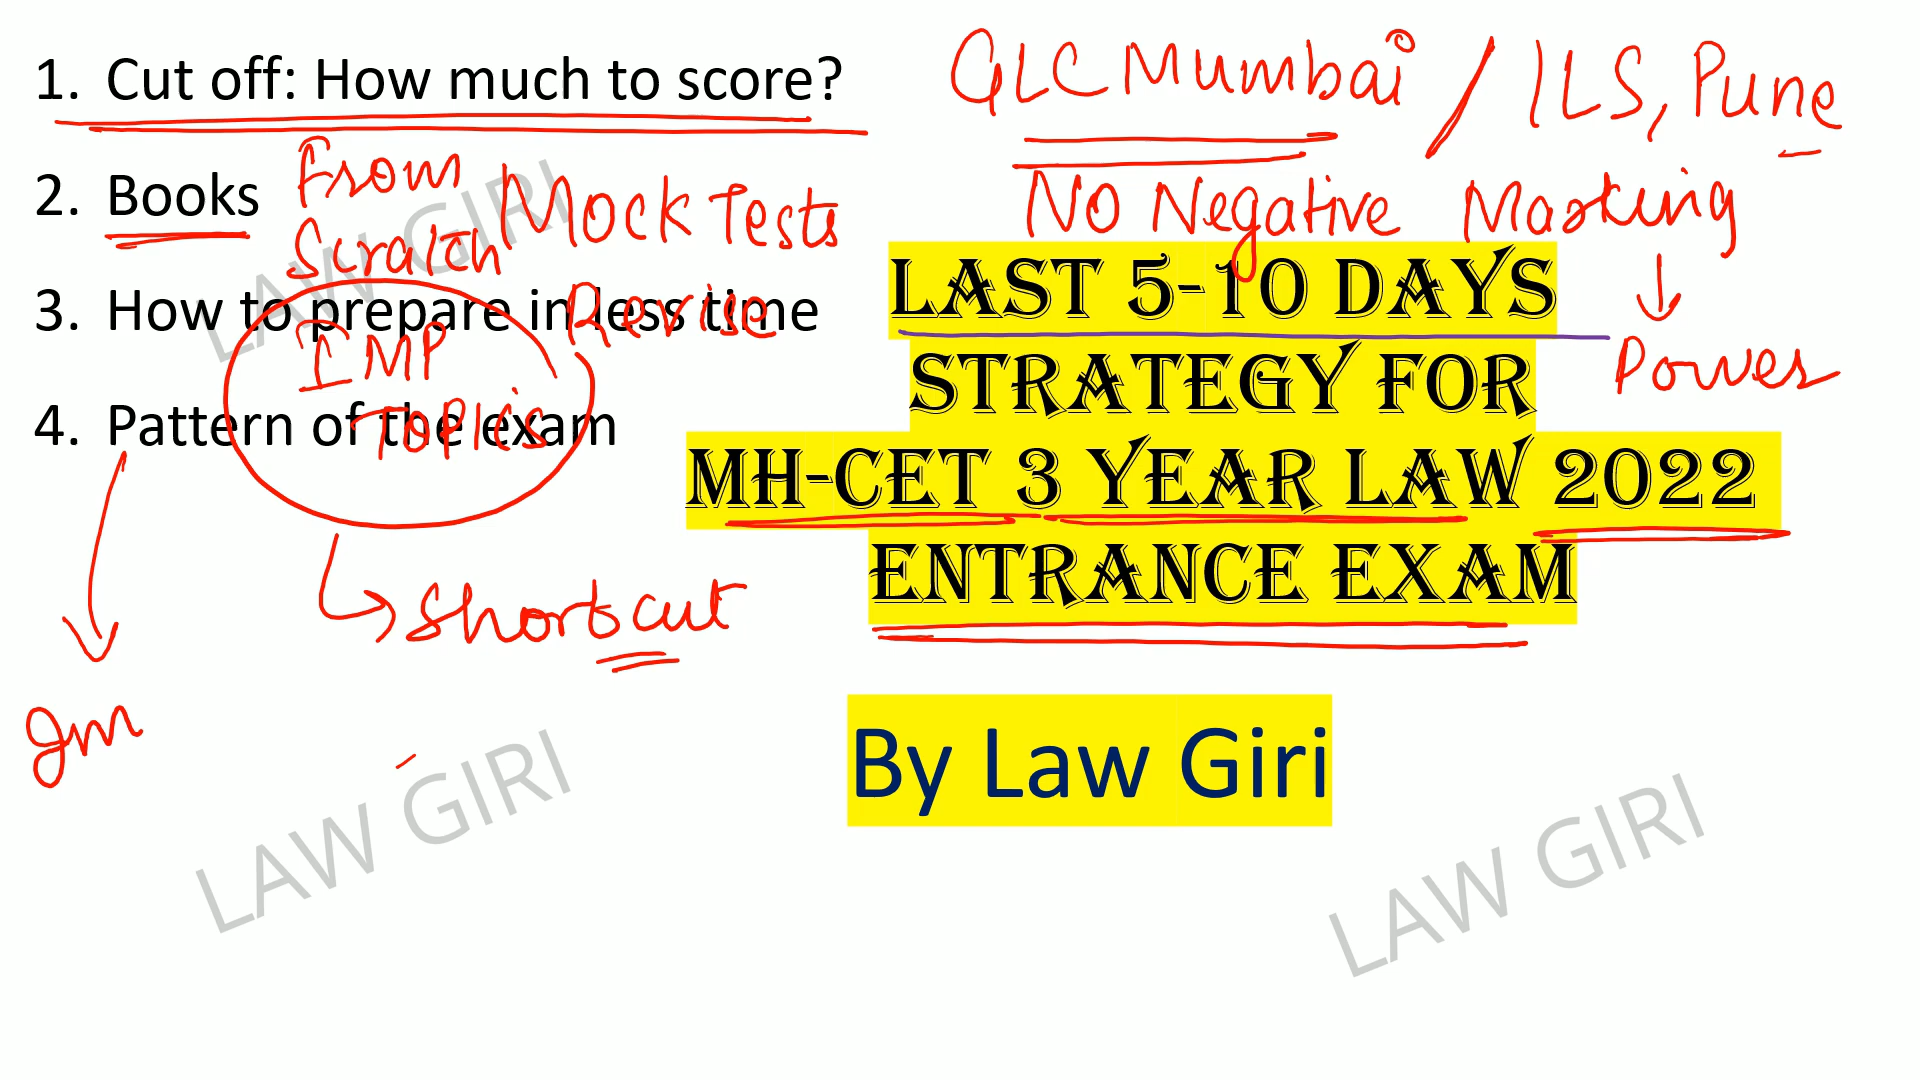 1. Cut off: How much to score?
2. Books
3. How to prepare in less time
4. Pattern of the exam
From
Scratch
Mock Tests
Revise
IMP
Topics
Shortcut
GLC Mumbai / ILS, Pune
No Negative Marking
Power
LAST 5-10 DAYS
STRATEGY FOR
MH-CET 3 YEAR LAW 2022
ENTRANCE EXAM
By Law Giri
LAW GIRI
LAW GIRI
LAW GIRI